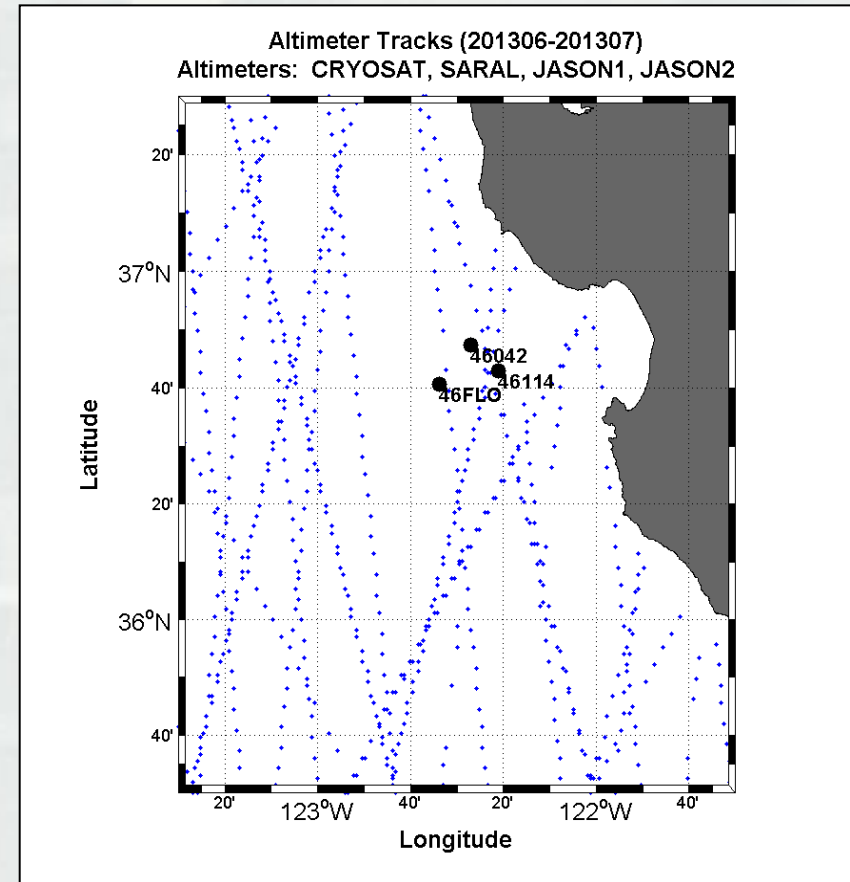 Altimeter Tracks (201306-201307)
Altimeters: CRYOSAT, SARAL, JASON1, JASON2
20'
37°N
40'
20'
36°N
40'
Latitude
46042
46114
46FLO
20'
123°W
40'
20'
122°W
40'
Longitude